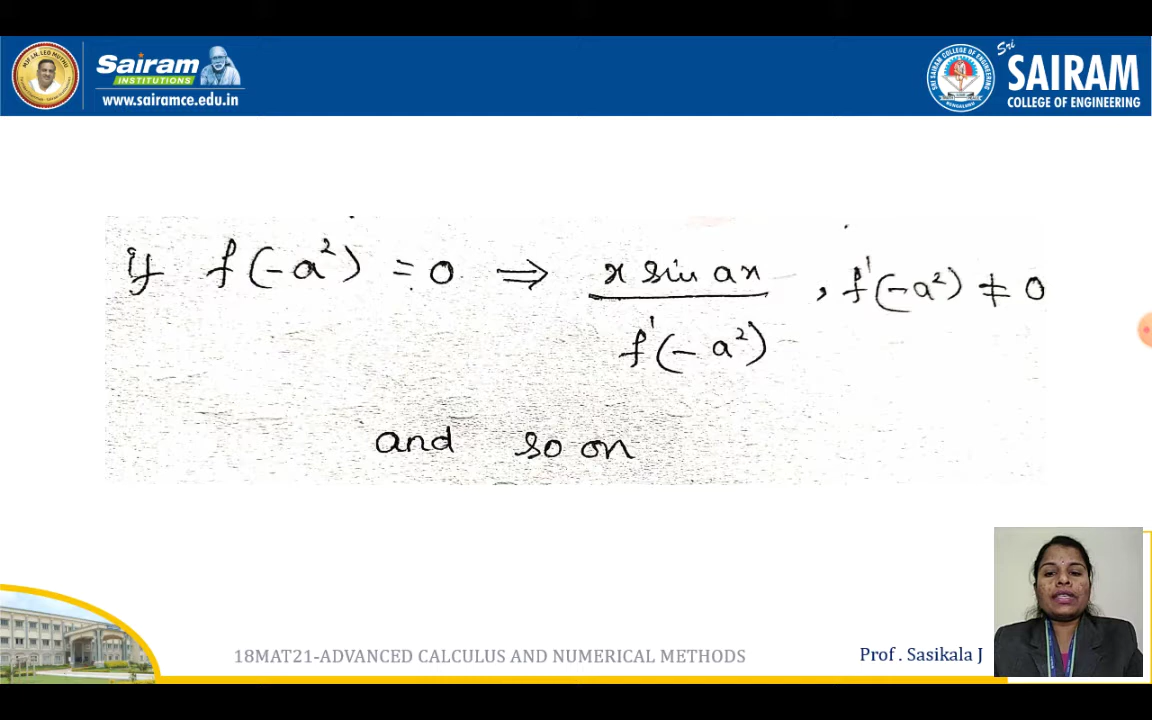 Sairam
INSTITUTIONS
www.sairamce.edu.in
Sri
SAIRAM
COLLEGE OF ENGINEERING
if f(-a²) = 0 ⇒ x sin ax / f'(-a²) , f'(-a²) ≠ 0
and so on
18MAT21-ADVANCED CALCULUS AND NUMERICAL METHODS
Prof . Sasikala J